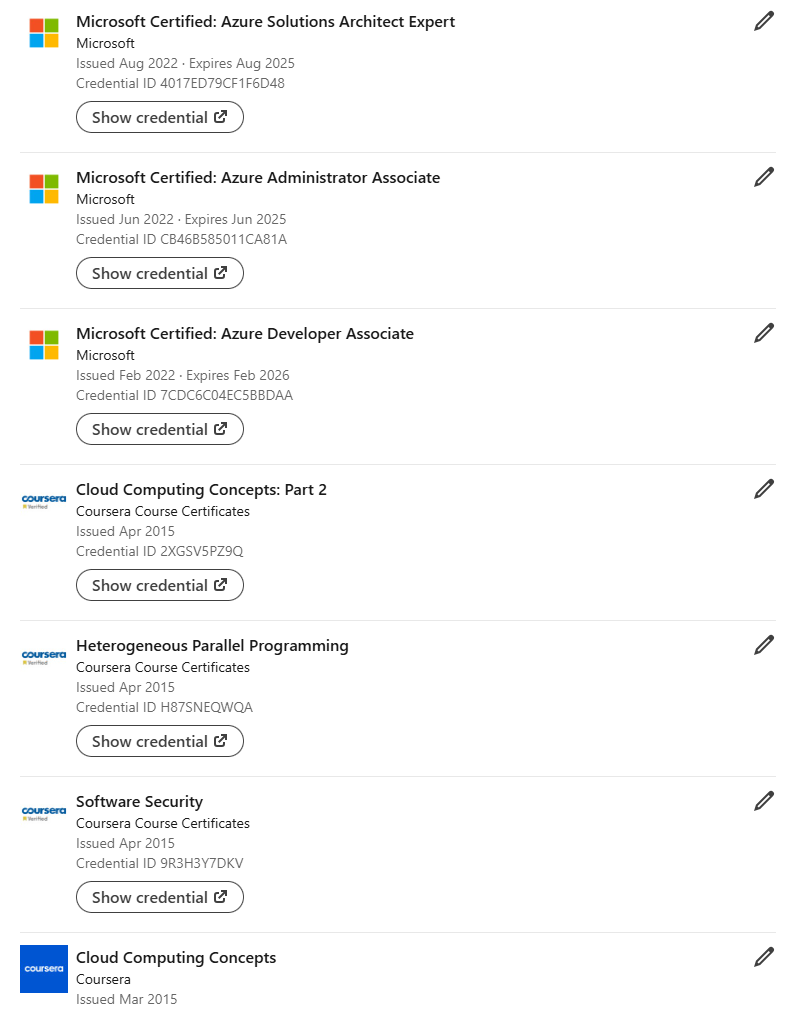 Microsoft Certified: Azure Solutions Architect Expert
Microsoft
Issued Aug 2022 · Expires Aug 2025
Credential ID 4017ED79CF1F6D48
Show credential
Microsoft Certified: Azure Administrator Associate
Microsoft
Issued Jun 2022 · Expires Jun 2025
Credential ID CB46B585011CA81A
Show credential
Microsoft Certified: Azure Developer Associate
Microsoft
Issued Feb 2022 · Expires Feb 2026
Credential ID 7CDC6C04EC5BBDAA
Show credential
coursera
Verified
Cloud Computing Concepts: Part 2
Coursera Course Certificates
Issued Apr 2015
Credential ID 2XGSV5PZ9Q
Show credential
coursera
Verified
Heterogeneous Parallel Programming
Coursera Course Certificates
Issued Apr 2015
Credential ID H87SNEQWQA
Show credential
coursera
Verified
Software Security
Coursera Course Certificates
Issued Apr 2015
Credential ID 9R3H3Y7DKV
Show credential
coursera
Cloud Computing Concepts
Coursera
Issued Mar 2015